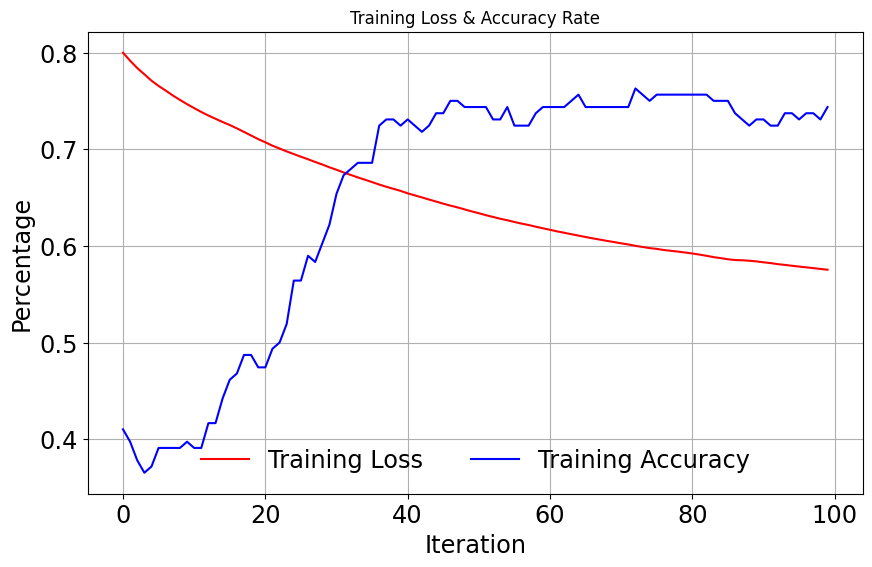 Training Loss & Accuracy Rate
0.8
0.7
0.6
0.5
0.4
Percentage
Training Loss
Training Accuracy
0 20 40 60 80 100
Iteration